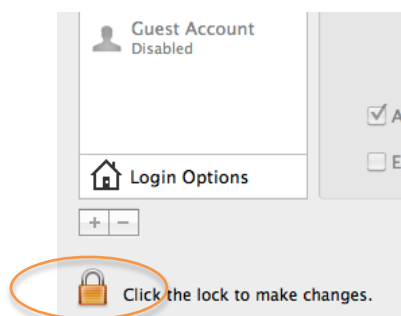 Guest Account
Disabled
A
Login Options
E
+ −
Click the lock to make changes.